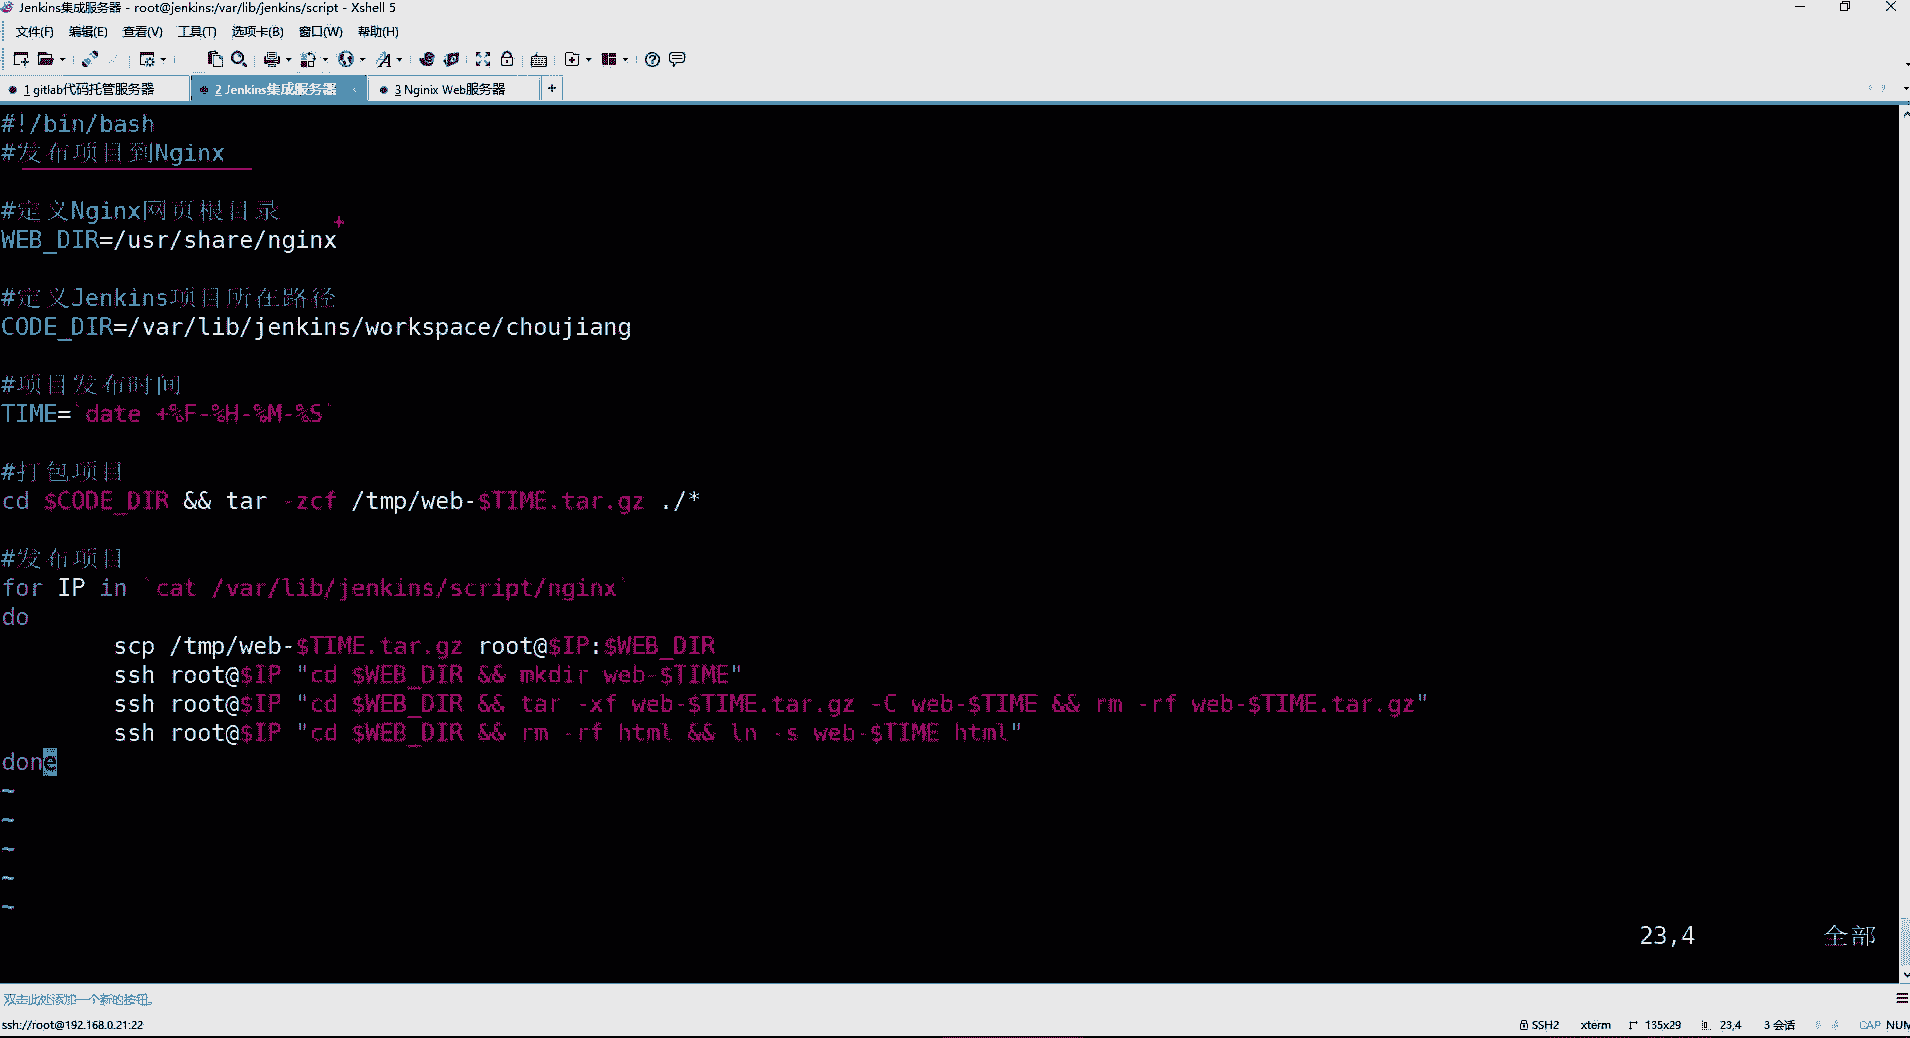 Jenkins集成服务器 - root@jenkins:/var/lib/jenkins/script - Xshell 5
文件(F) 编辑(E) 查看(V) 工具(T) 选项卡(B) 窗口(W) 帮助(H)
1 gitlab代码托管服务器 2 Jenkins集成服务器 3 Nginix Web服务器 +
#!/bin/bash
#发布项目到Nginx
#定义Nginx网页根目录
WEB_DIR=/usr/share/nginx
#定义Jenkins项目所在路径
CODE_DIR=/var/lib/jenkins/workspace/choujiang
#项目发布时间
TIME=`date +%F-%H-%M-%S`
#打包项目
cd $CODE_DIR && tar -zcf /tmp/web-$TIME.tar.gz ./*
#发布项目
for IP in `cat /var/lib/jenkins/script/nginx`
do
scp /tmp/web-$TIME.tar.gz root@$IP:$WEB_DIR
ssh root@$IP "cd $WEB_DIR && mkdir web-$TIME"
ssh root@$IP "cd $WEB_DIR && tar -xf web-$TIME.tar.gz -C web-$TIME && rm -rf web-$TIME.tar.gz"
ssh root@$IP "cd $WEB_DIR && rm -rf html && ln -s web-$TIME html"
done
~
~
~
~
~
23,4 全部
双击此处添加一个新的按钮。
ssh://root@192.168.0.21:22 SSH2 xterm 135x29 23,4 3 会话 CAP NUM